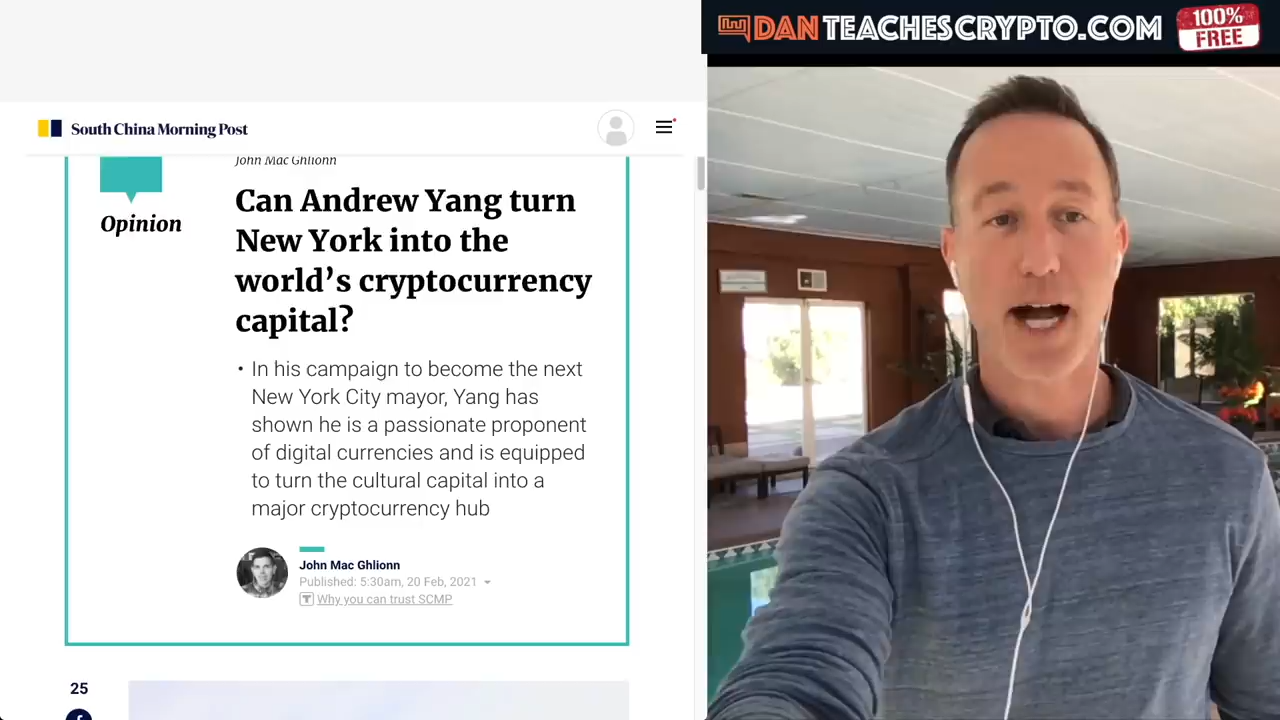 DANTEACHESCRYPTO.COM
100%
FREE
South China Morning Post
John Mac Ghlionn
Opinion
Can Andrew Yang turn
New York into the
world’s cryptocurrency
capital?
• In his campaign to become the next
New York City mayor, Yang has
shown he is a passionate proponent
of digital currencies and is equipped
to turn the cultural capital into a
major cryptocurrency hub
John Mac Ghlionn
Published: 5:30am, 20 Feb, 2021
T Why you can trust SCMP
25